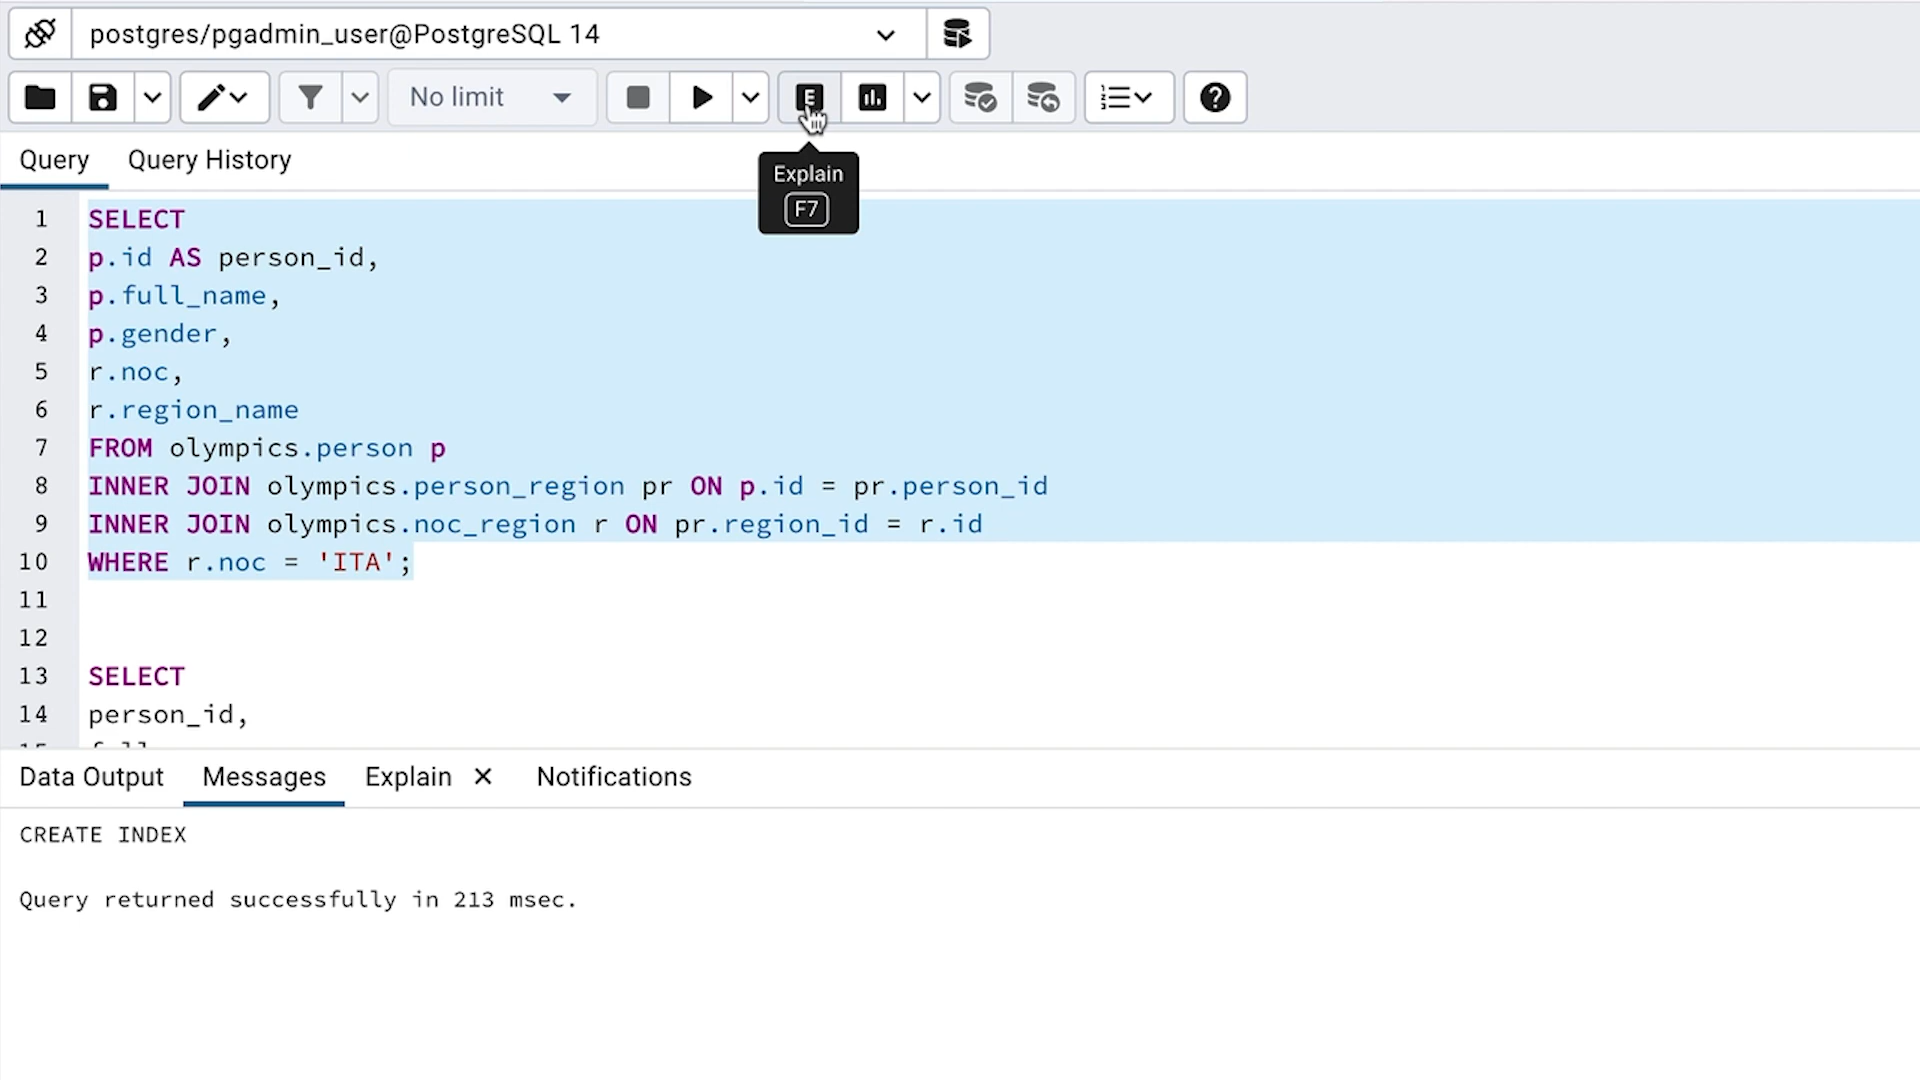 postgres/pgadmin_user@PostgreSQL 14
No limit
E
Query
Query History
Explain
F7
1 SELECT
2 p.id AS person_id,
3 p.full_name,
4 p.gender,
5 r.noc,
6 r.region_name
7 FROM olympics.person p
8 INNER JOIN olympics.person_region pr ON p.id = pr.person_id
9 INNER JOIN olympics.noc_region r ON pr.region_id = r.id
10 WHERE r.noc = 'ITA';
11
12
13 SELECT
14 person_id,
Data Output
Messages
Explain
Notifications
CREATE INDEX
Query returned successfully in 213 msec.